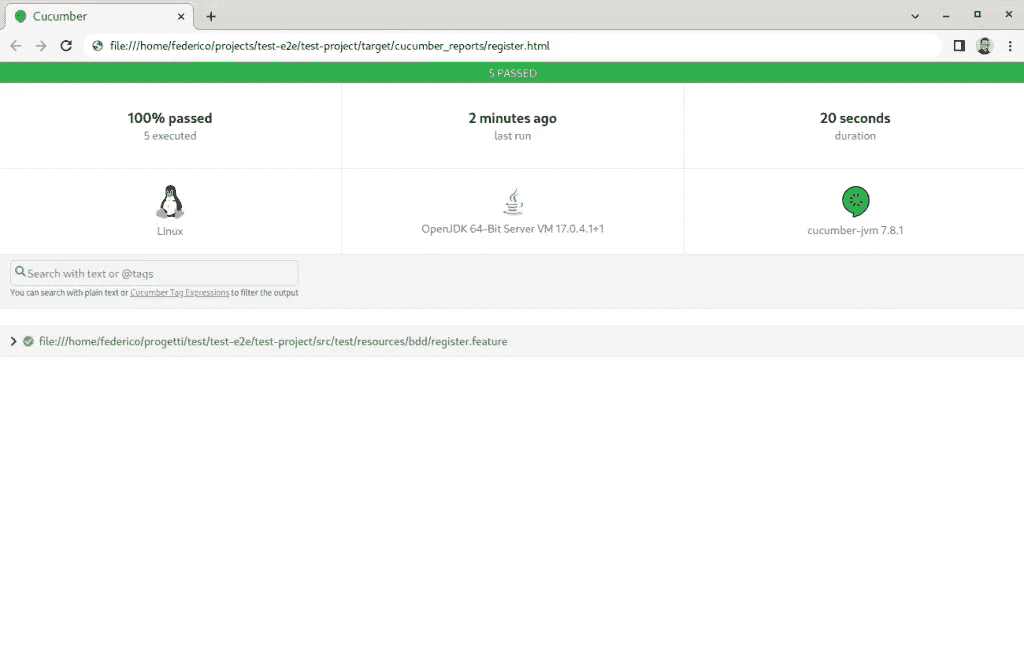 Cucumber
file:///home/federico/projects/test-e2e/test-project/target/cucumber_reports/register.html
5 PASSED
100% passed
5 executed
2 minutes ago
last run
20 seconds
duration
Linux
OpenJDK 64-Bit Server VM 17.0.4.1+1
cucumber-jvm 7.8.1
Search with text or @tags
You can search with plain text or Cucumber Tag Expressions to filter the output
file:///home/federico/progetti/test/test-e2e/test-project/src/test/resources/bdd/register.feature